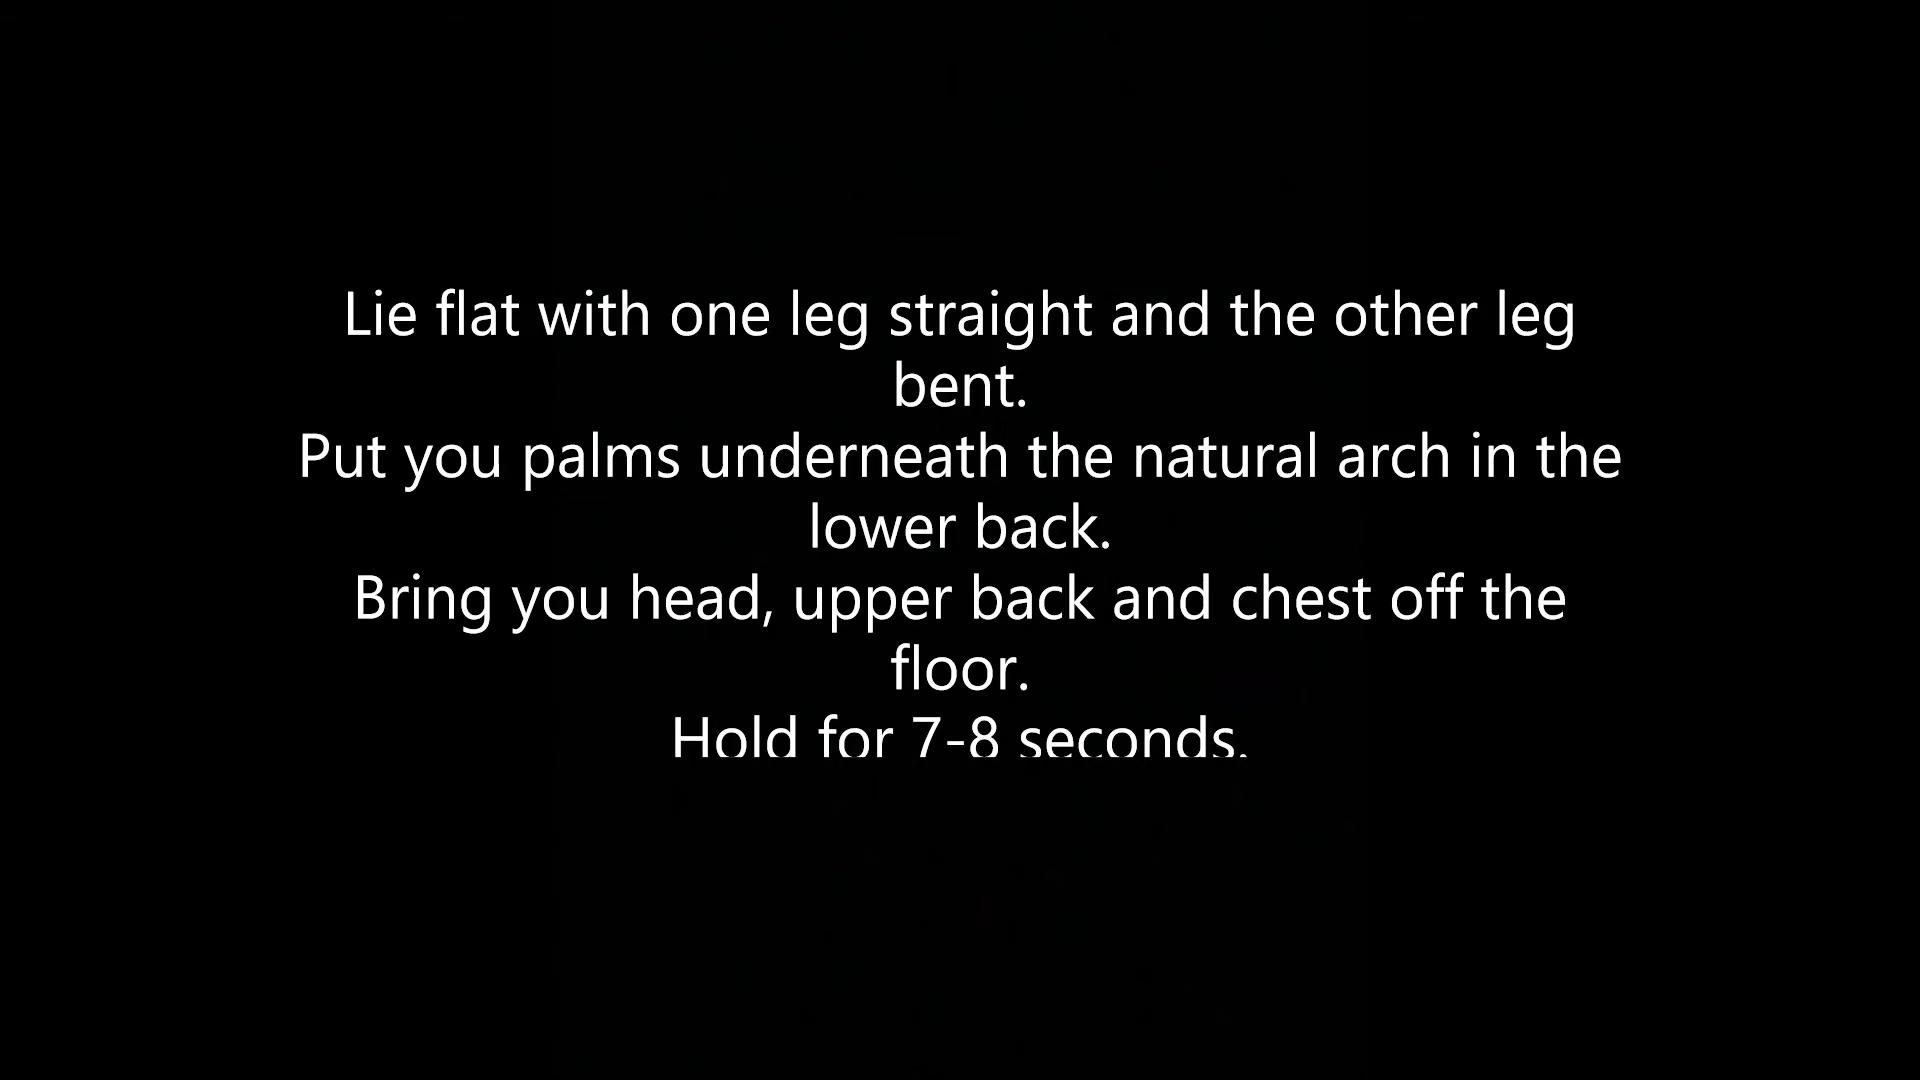 Lie flat with one leg straight and the other leg
bent.
Put you palms underneath the natural arch in the
lower back.
Bring you head, upper back and chest off the
floor.
Hold for 7-8 seconds.